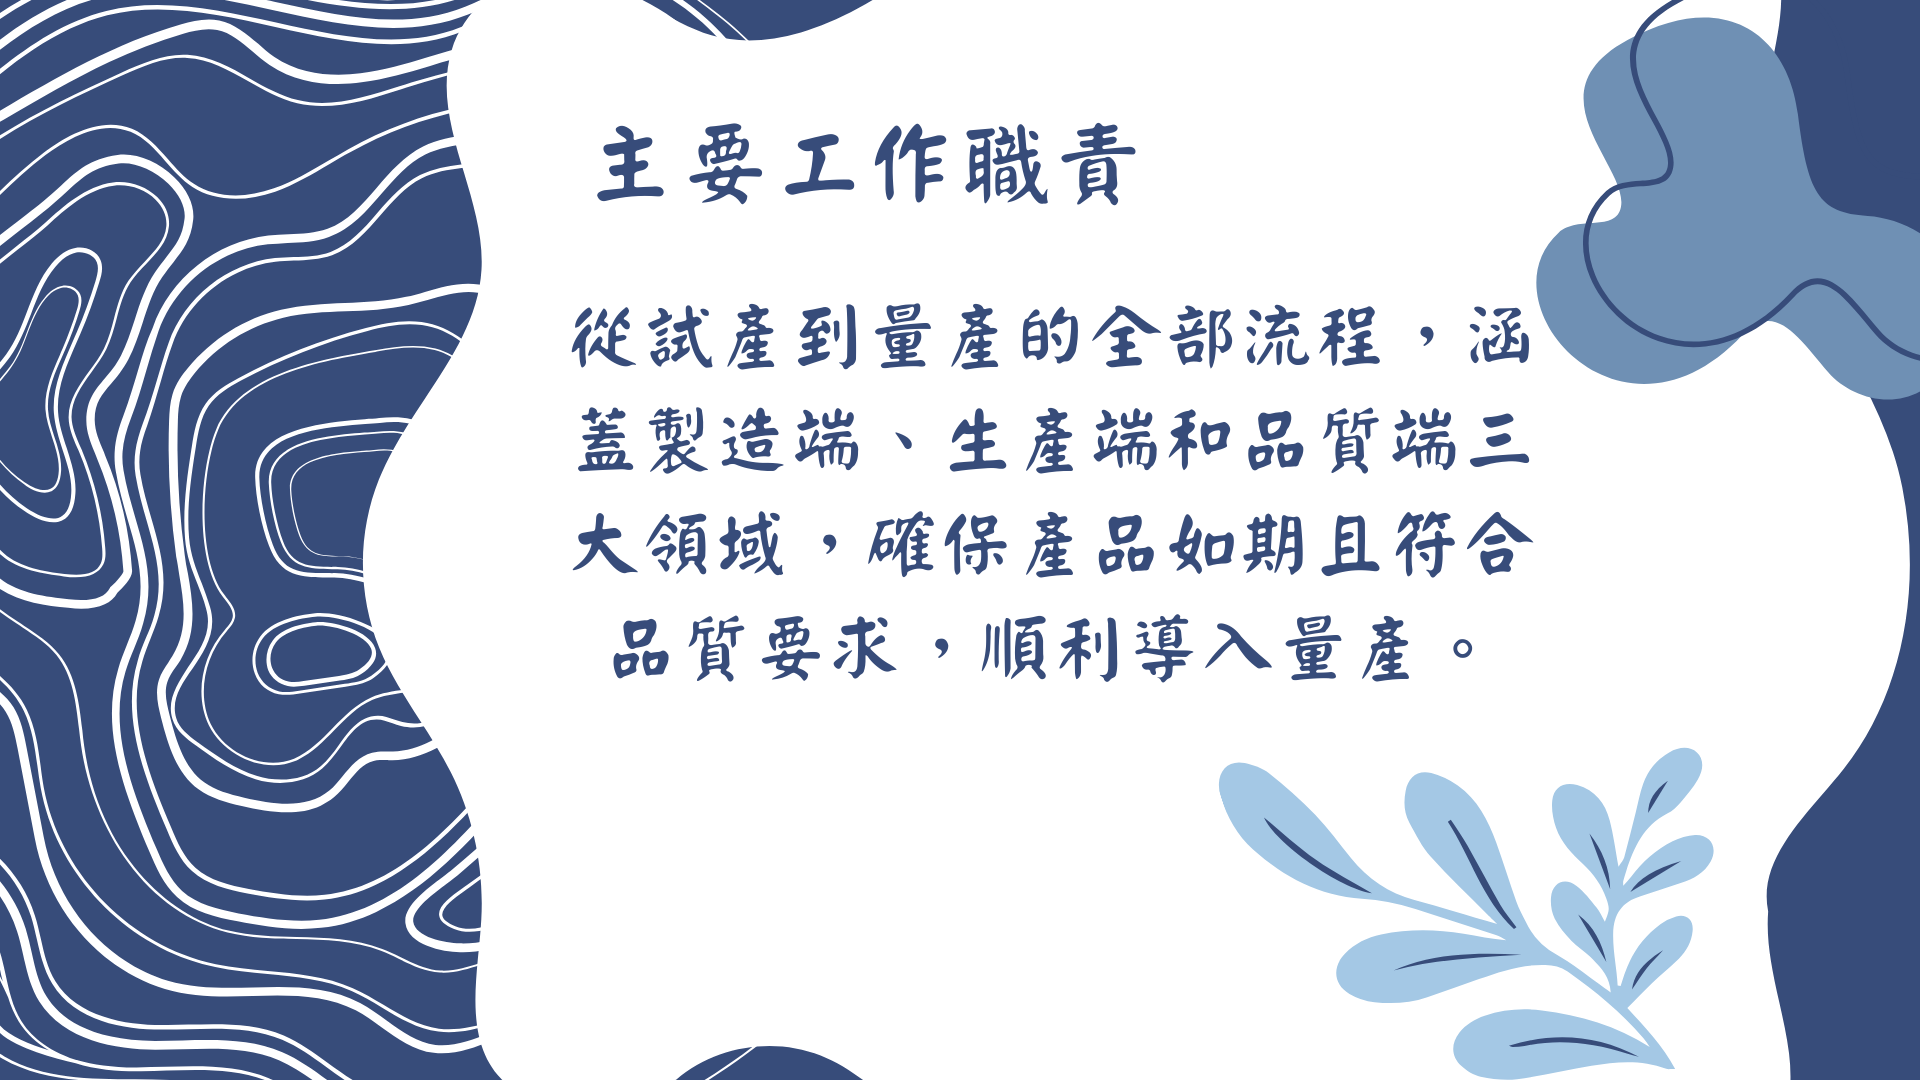 主要工作職責
從試產到量產的全部流程，涵
蓋製造端、生產端和品質端三
大領域，確保產品如期且符合
品質要求，順利導入量產。